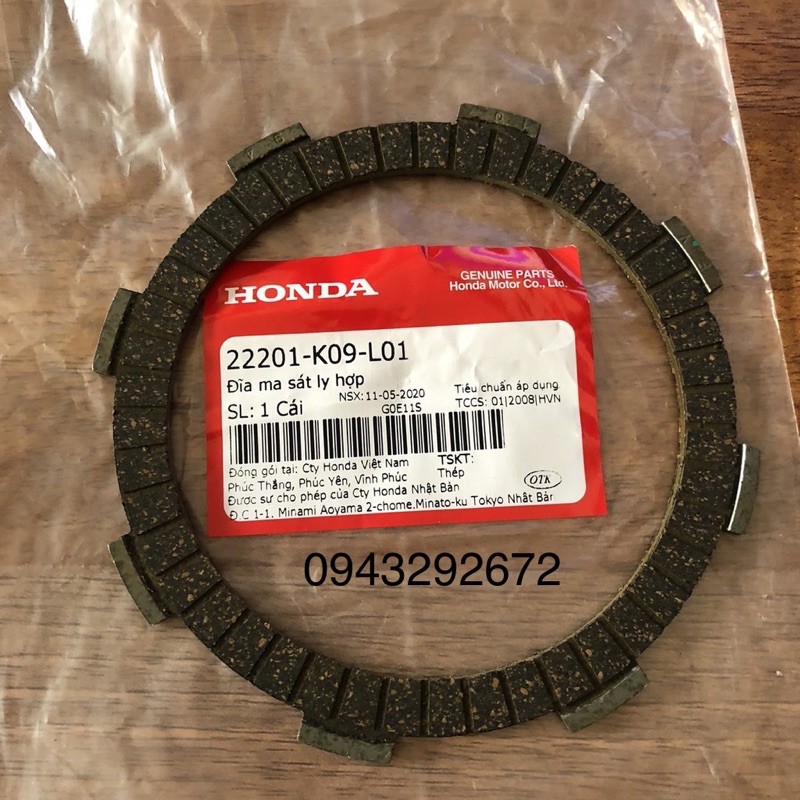 HONDA
GENUINE PARTS
Honda Motor Co., Ltd.
22201-K09-L01
Đĩa ma sát ly hợp
SL: 1 Cái
NSX:11-05-2020
G0E11S
Tiêu chuẩn áp dụng
TCCS: 01|2008|HVN
Đóng gói tại: Cty Honda Việt Nam
Phúc Thắng, Phúc Yên, Vĩnh Phúc
TSKT:
Thép
OTK
Được sự cho phép của Cty Honda Nhật Bản
Đ.C 1-1. Minami Aoyama 2-chome.Minato-ku Tokyo Nhật Bản
0943292672